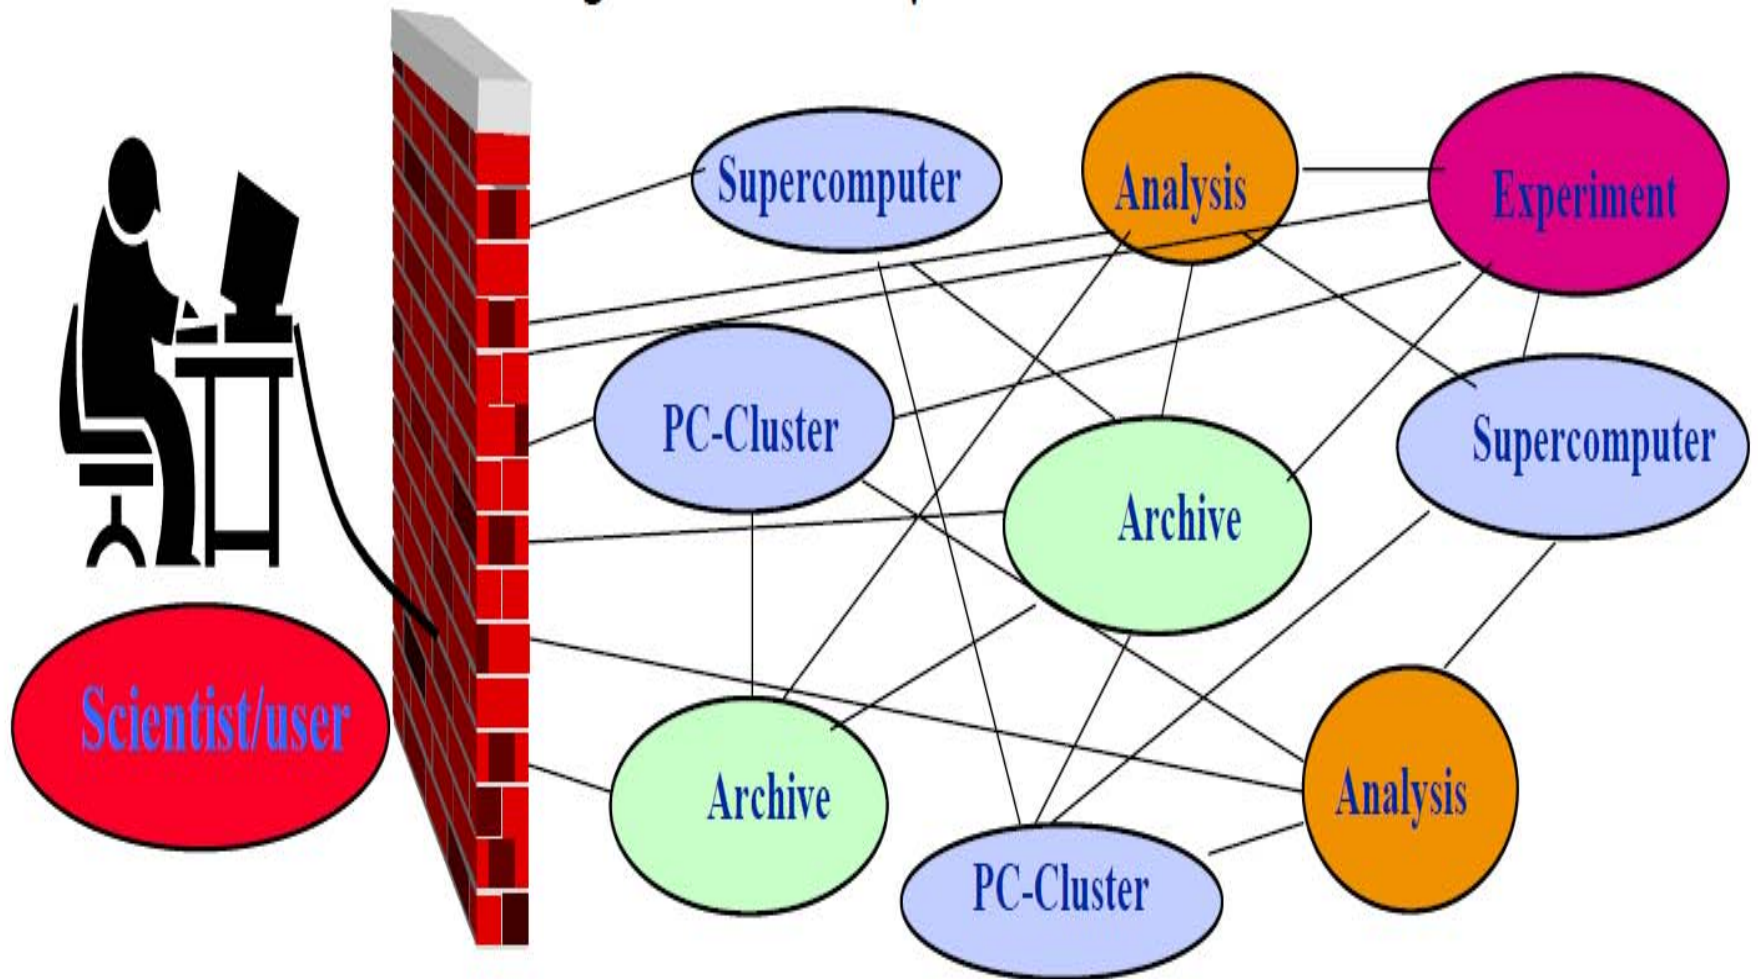 Supercomputer
Analysis
Experiment
PC-Cluster
Supercomputer
Archive
Scientist/user
Archive
Analysis
PC-Cluster